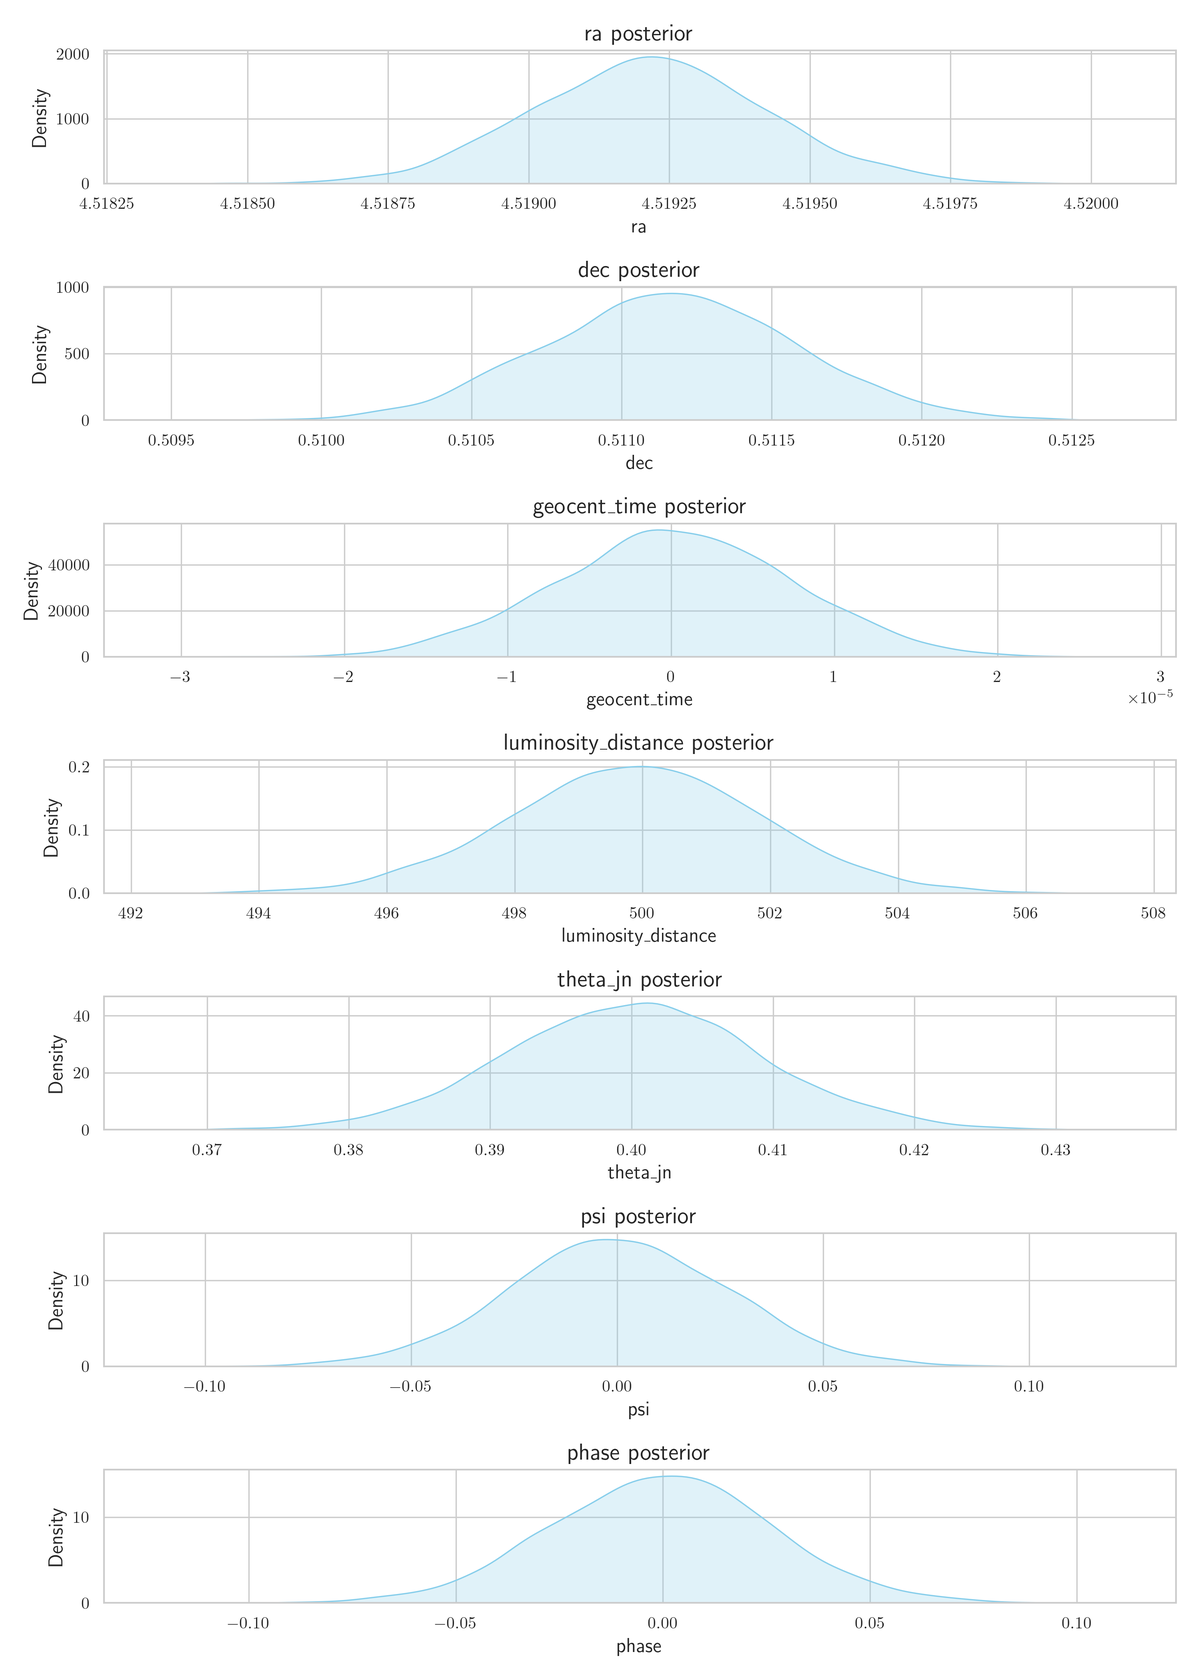 ra posterior
2000
1000
0
Density
4.51825 4.51850 4.51875 4.51900 4.51925 4.51950 4.51975 4.52000
ra
dec posterior
1000
500
0
Density
0.5095 0.5100 0.5105 0.5110 0.5115 0.5120 0.5125
dec
geocent_time posterior
40000
20000
0
Density
−3 −2 −1 0 1 2 3
×10⁻⁵
geocent_time
luminosity_distance posterior
0.2
0.1
0.0
Density
492 494 496 498 500 502 504 506 508
luminosity_distance
theta_jn posterior
40
20
0
Density
0.37 0.38 0.39 0.40 0.41 0.42 0.43
theta_jn
psi posterior
10
0
Density
−0.10 −0.05 0.00 0.05 0.10
psi
phase posterior
10
0
Density
−0.10 −0.05 0.00 0.05 0.10
phase